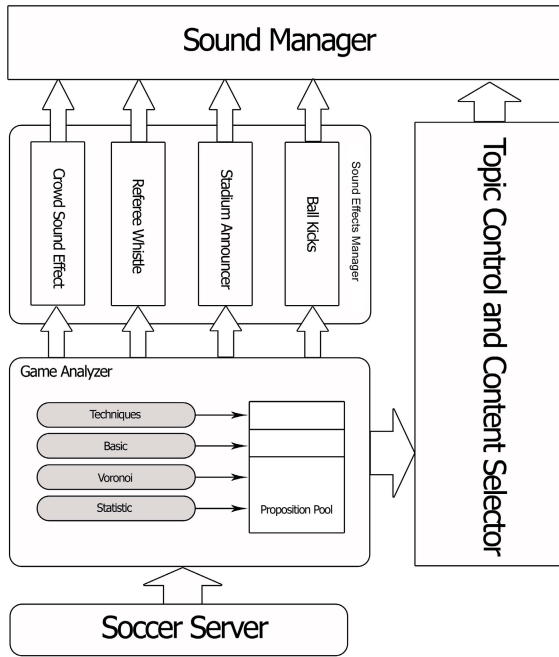 Sound Manager
Crowd Sound Effect
Referee Whistle
Stadium Announcer
Ball Kicks
Sound Effects Manager
Topic Control and Content Selector
Game Analyzer
Techniques
Basic
Voronoi
Statistic
Proposition Pool
Soccer Server